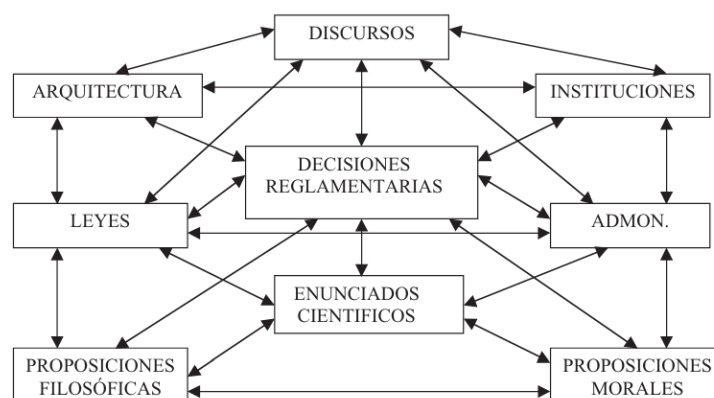 DISCURSOS
ARQUITECTURA
INSTITUCIONES
DECISIONES
REGLAMENTARIAS
LEYES
ADMON.
ENUNCIADOS
CIENTIFICOS
PROPOSICIONES
FILOSÓFICAS
PROPOSICIONES
MORALES